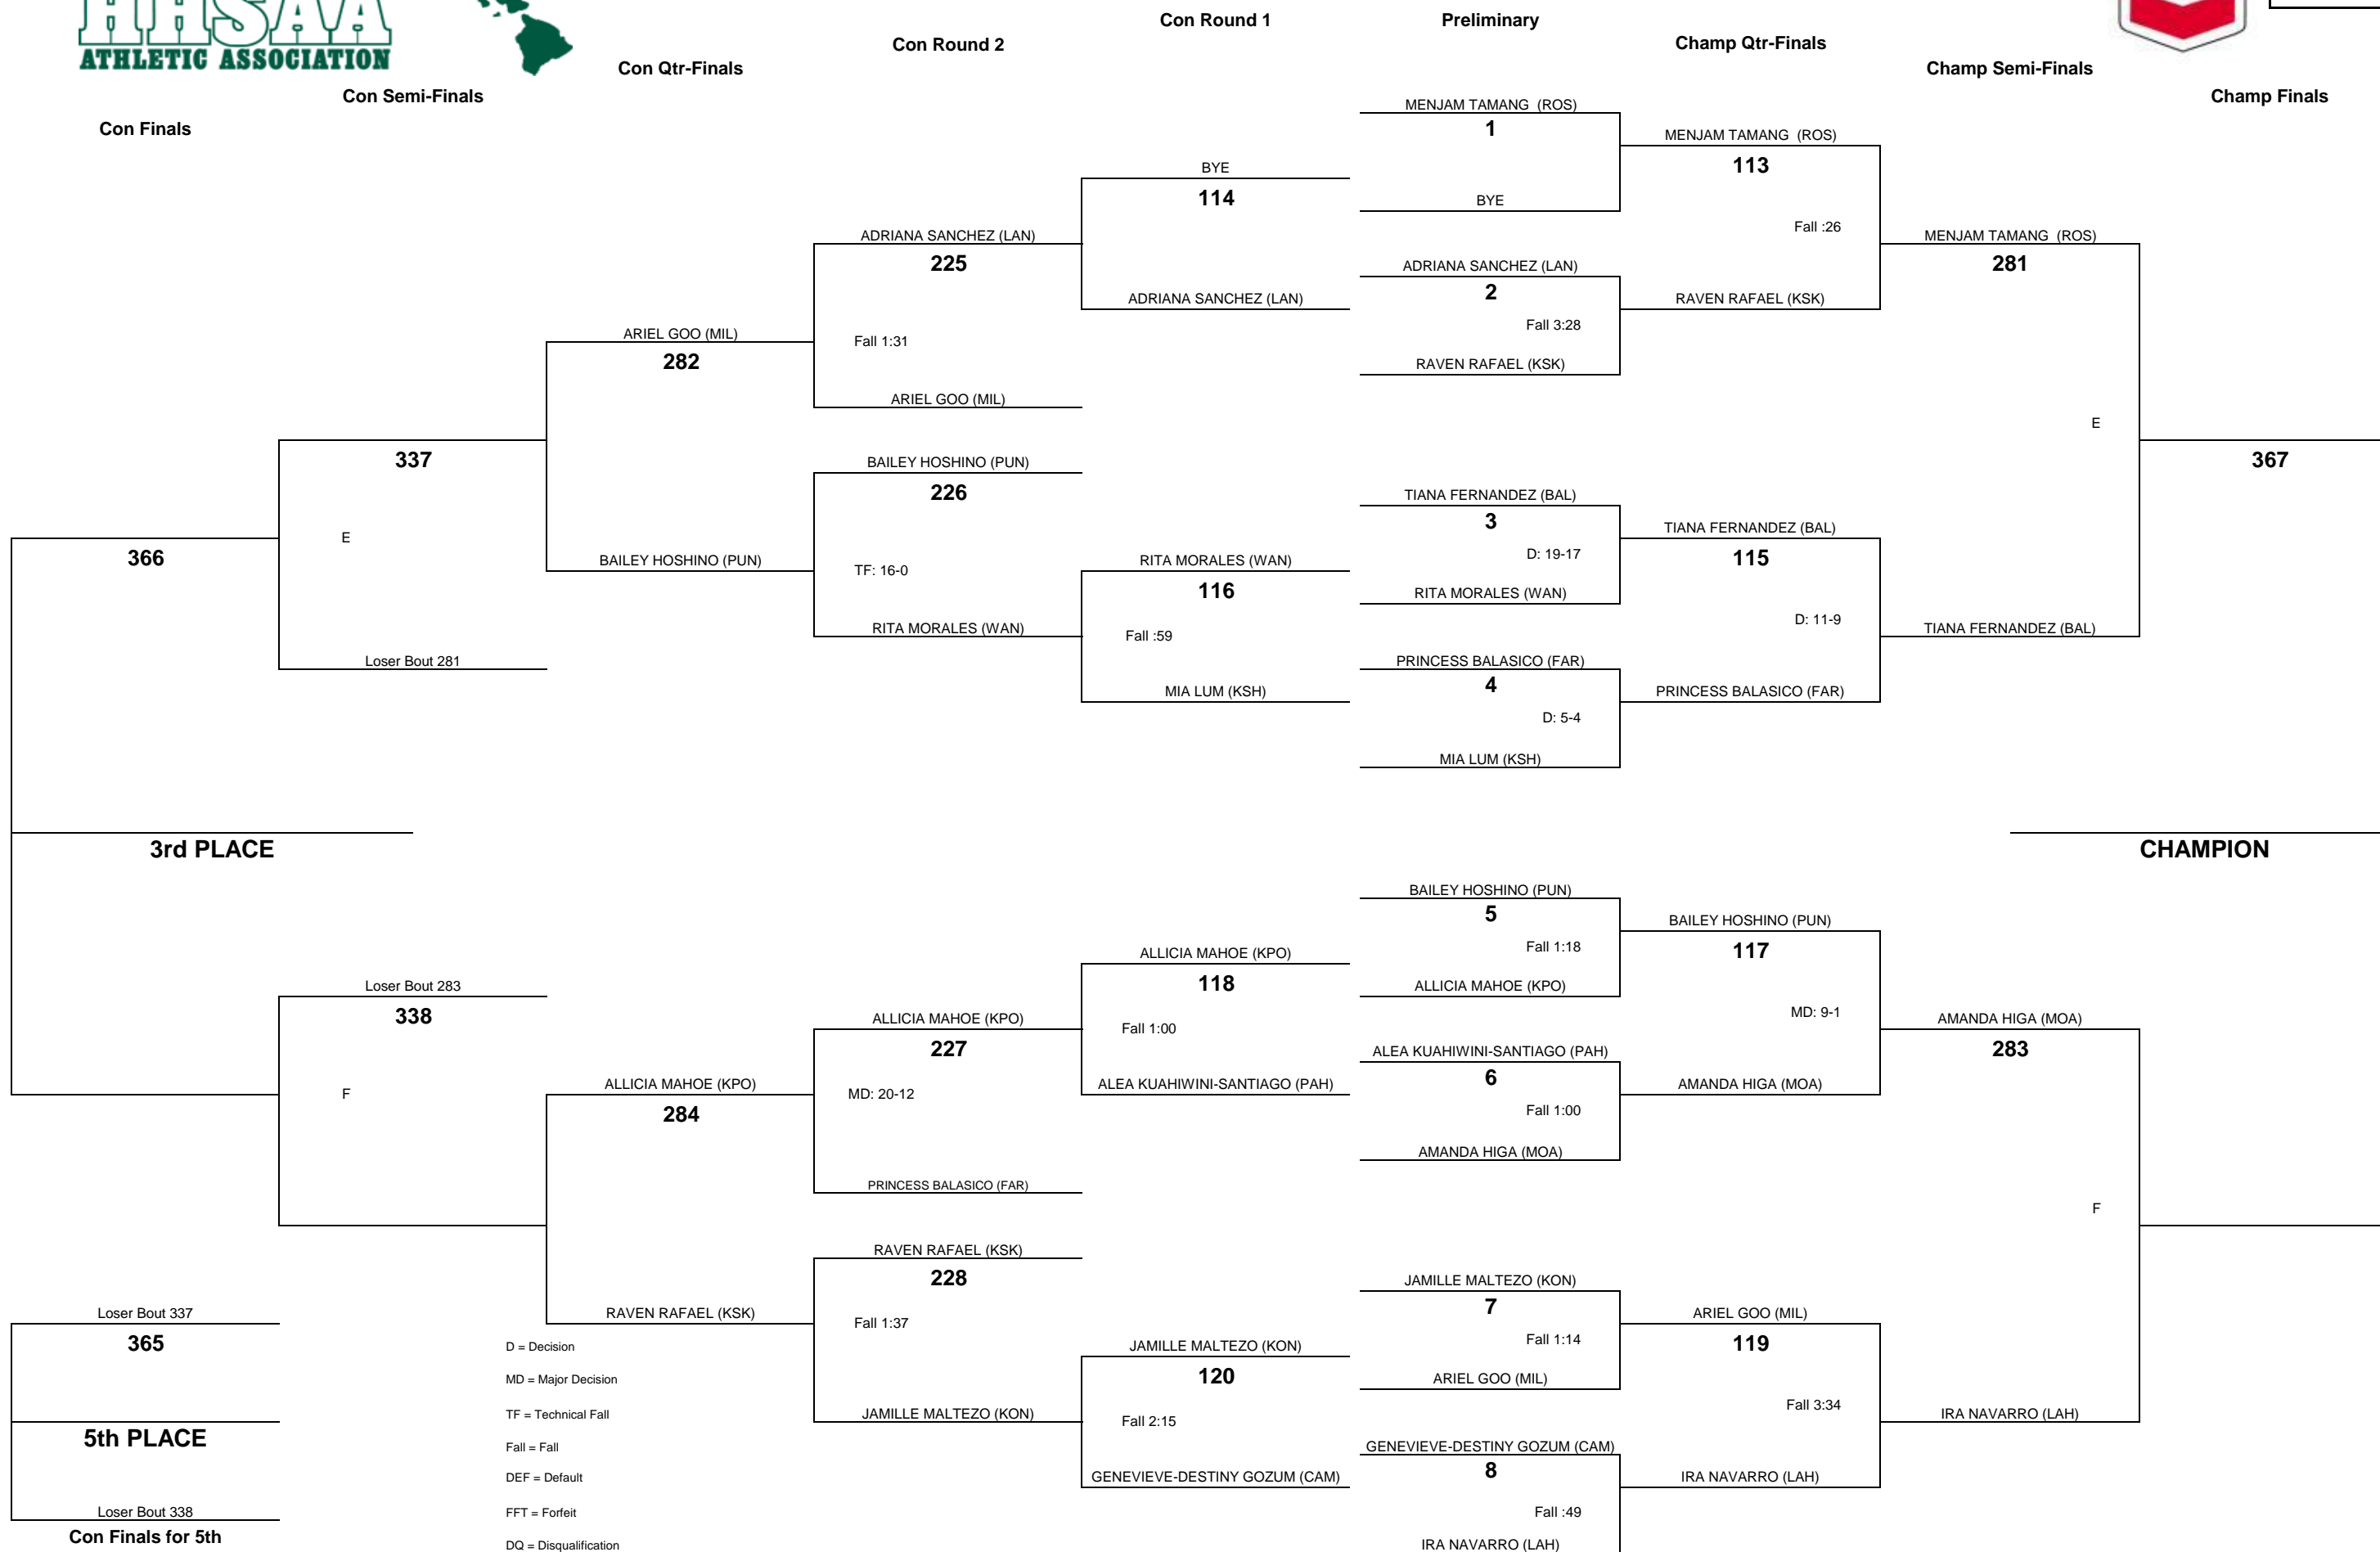 HHSAA
ATHLETIC ASSOCIATION
Con Round 1
Preliminary
Con Round 2
Champ Qtr-Finals
Con Qtr-Finals
Champ Semi-Finals
Con Semi-Finals
Champ Finals
Con Finals
MENJAM TAMANG (ROS)
1
BYE
ADRIANA SANCHEZ (LAN)
2
Fall 3:28
RAVEN RAFAEL (KSK)
TIANA FERNANDEZ (BAL)
3
D: 19-17
RITA MORALES (WAN)
PRINCESS BALASICO (FAR)
4
D: 5-4
MIA LUM (KSH)
BAILEY HOSHINO (PUN)
5
Fall 1:18
ALLICIA MAHOE (KPO)
ALEA KUAHIWINI-SANTIAGO (PAH)
6
Fall 1:00
AMANDA HIGA (MOA)
JAMILLE MALTEZO (KON)
7
Fall 1:14
ARIEL GOO (MIL)
GENEVIEVE-DESTINY GOZUM (CAM)
8
Fall :49
IRA NAVARRO (LAH)
MENJAM TAMANG (ROS)
113
Fall :26
RAVEN RAFAEL (KSK)
TIANA FERNANDEZ (BAL)
115
D: 11-9
PRINCESS BALASICO (FAR)
BAILEY HOSHINO (PUN)
117
MD: 9-1
AMANDA HIGA (MOA)
ARIEL GOO (MIL)
119
Fall 3:34
IRA NAVARRO (LAH)
MENJAM TAMANG (ROS)
281
E
TIANA FERNANDEZ (BAL)
AMANDA HIGA (MOA)
283
F
IRA NAVARRO (LAH)
367
CHAMPION
BYE
114
ADRIANA SANCHEZ (LAN)
RITA MORALES (WAN)
116
Fall :59
MIA LUM (KSH)
ALLICIA MAHOE (KPO)
118
Fall 1:00
ALEA KUAHIWINI-SANTIAGO (PAH)
JAMILLE MALTEZO (KON)
120
Fall 2:15
GENEVIEVE-DESTINY GOZUM (CAM)
ADRIANA SANCHEZ (LAN)
225
Fall 1:31
ARIEL GOO (MIL)
BAILEY HOSHINO (PUN)
226
TF: 16-0
RITA MORALES (WAN)
ALLICIA MAHOE (KPO)
227
MD: 20-12
PRINCESS BALASICO (FAR)
RAVEN RAFAEL (KSK)
228
Fall 1:37
JAMILLE MALTEZO (KON)
ARIEL GOO (MIL)
282
BAILEY HOSHINO (PUN)
ALLICIA MAHOE (KPO)
284
RAVEN RAFAEL (KSK)
337
E
Loser Bout 281
Loser Bout 283
338
F
366
3rd PLACE
Loser Bout 337
365
5th PLACE
Loser Bout 338
Con Finals for 5th
D = Decision
MD = Major Decision
TF = Technical Fall
Fall = Fall
DEF = Default
FFT = Forfeit
DQ = Disqualification